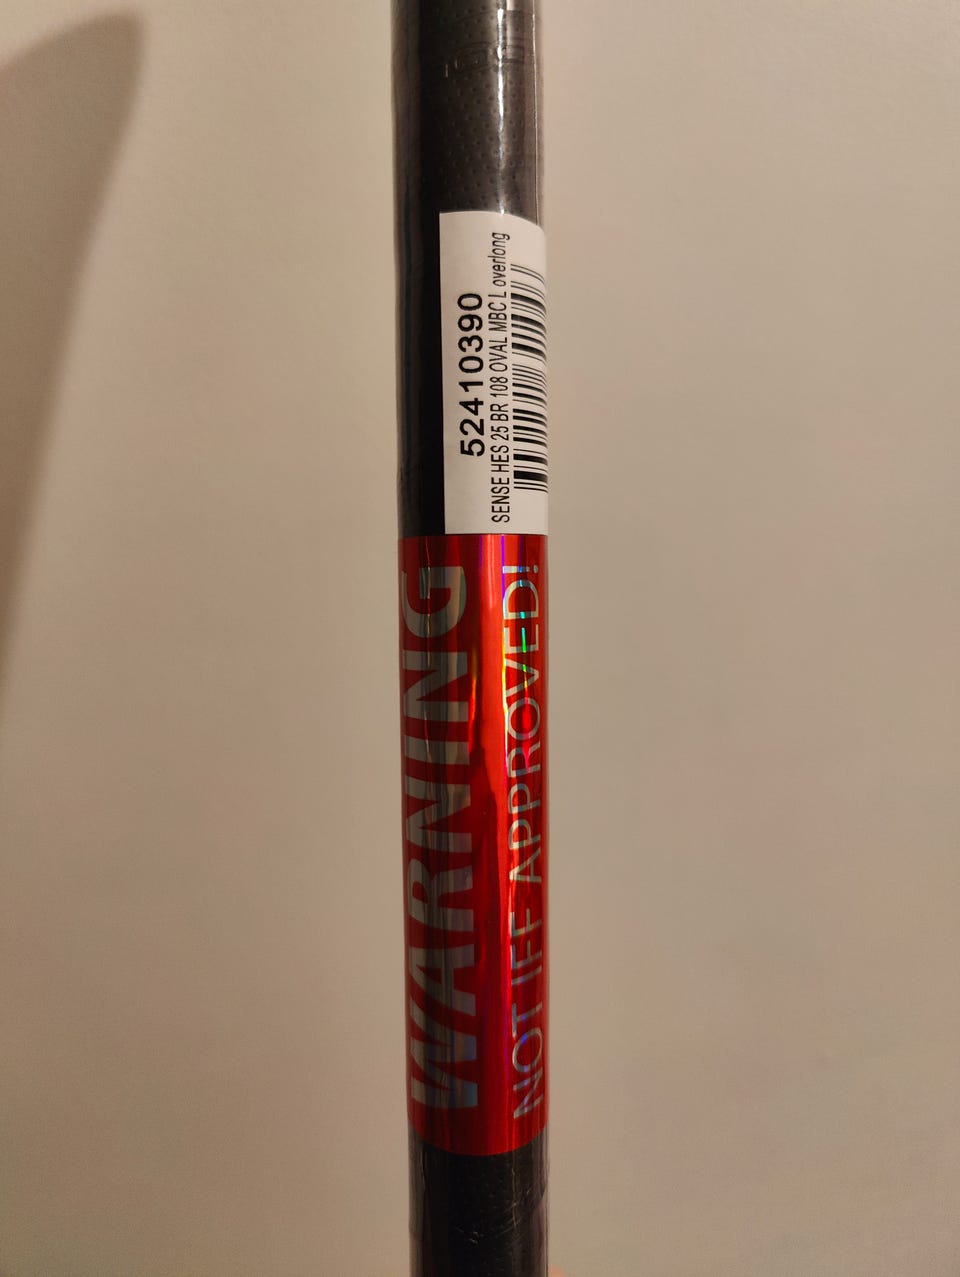 52410390
SENSE HES 25 BR 108 OVAL MBC L overlong
WARNING
NOT IFF APPROVED!